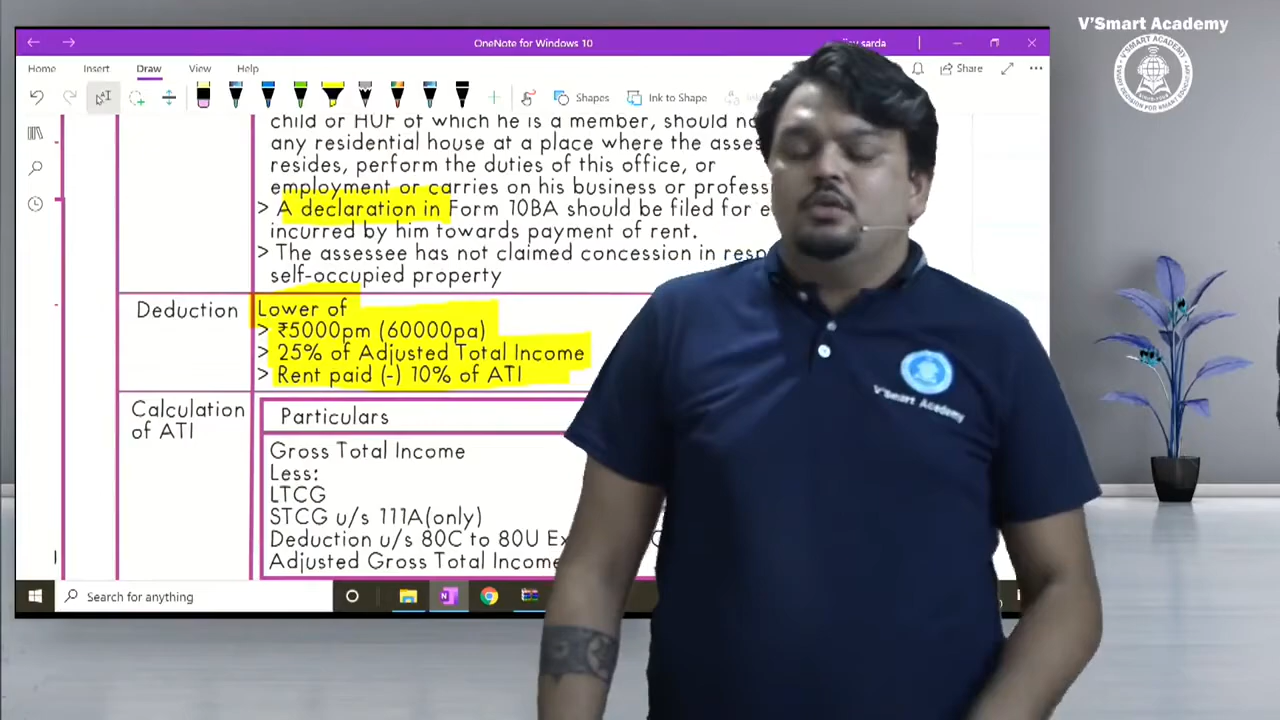 V'Smart Academy
OneNote for Windows 10
sarda
Home Insert Draw View Help
Share
Shapes Ink to Shape
child or HUF of which he is a member, should
any residential house at a place where the
resides, perform the duties of this office, or
employment or carries on his business or
> A declaration in Form 10BA should be filed for
incurred by him towards payment of rent.
> The assessee has not claimed concession in
self-occupied property
Deduction
Lower of
> ₹5000pm (60000pa)
> 25% of Adjusted Total Income
> Rent paid (-) 10% of ATI
Calculation
of ATI
Particulars
Gross Total Income
Less:
LTCG
STCG u/s 111A(only)
Deduction u/s 80C to 80U
Adjusted Gross Total Income
Search for anything
V'Smart Academy